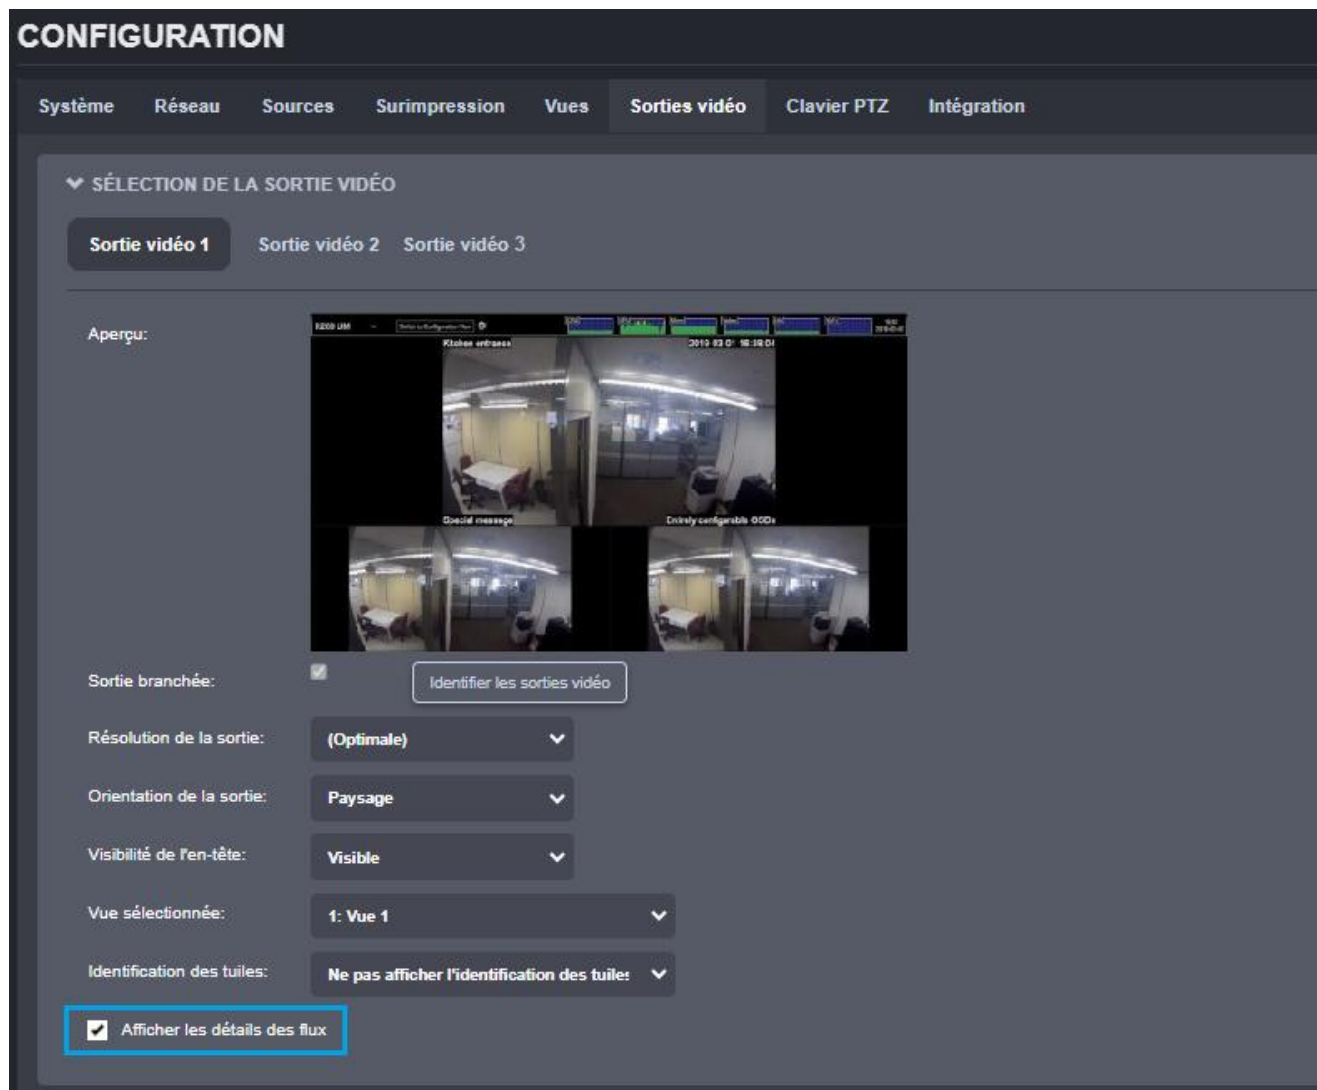 CONFIGURATION
Système Réseau Sources Surimpression Vues Sorties vidéo Clavier PTZ Intégration
SÉLECTION DE LA SORTIE VIDÉO
Sortie vidéo 1 Sortie vidéo 2 Sortie vidéo 3
Aperçu:
Kitchen entrance
Special message Entirely configurable OSDs
Sortie branchée: Identifier les sorties vidéo
Résolution de la sortie: (Optimale)
Orientation de la sortie: Paysage
Visibilité de l'en-tête: Visible
Vue sélectionnée: 1: Vue 1
Identification des tuiles: Ne pas afficher l'identification des tuiles
Afficher les détails des flux